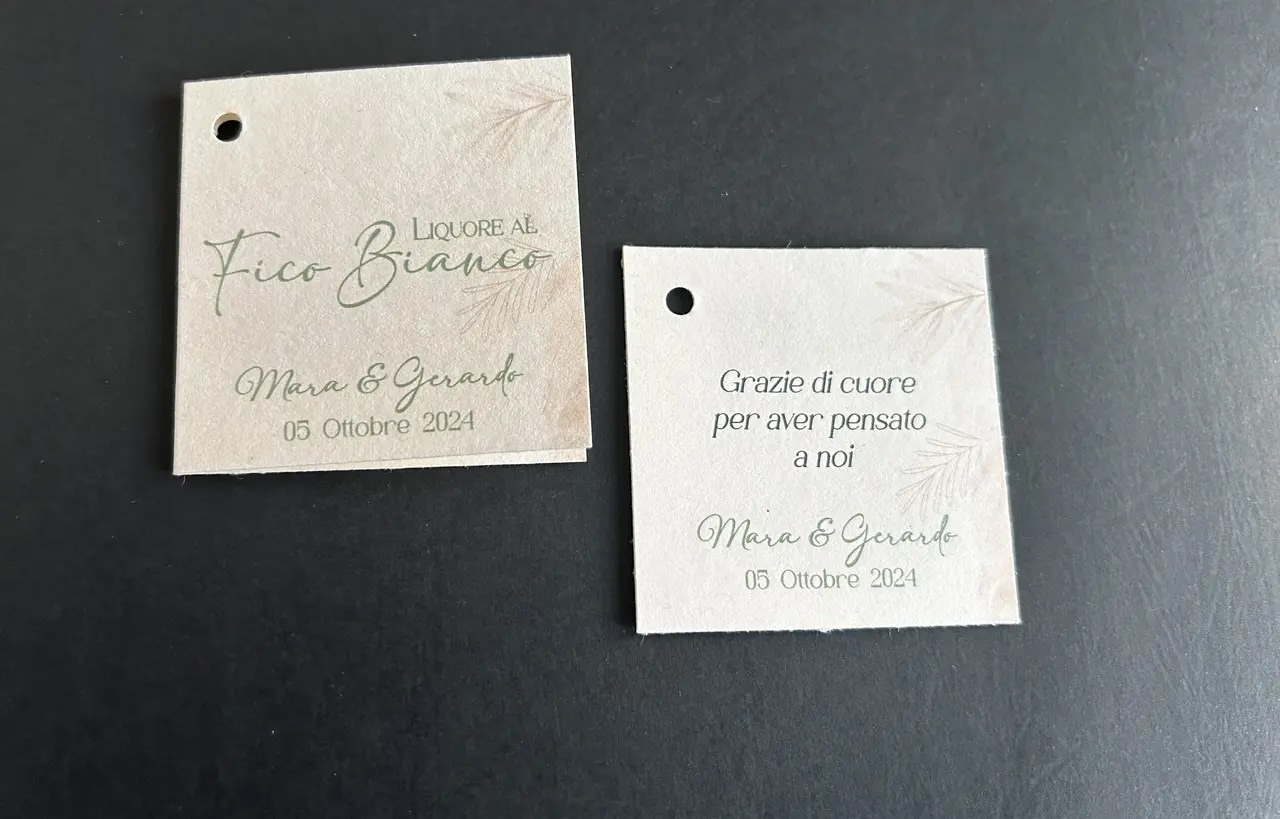 LIQUORE AL
Fico Bianco
Mara & Gerardo
05 Ottobre 2024
Grazie di cuore
per aver pensato
a noi
Mara & Gerardo
05 Ottobre 2024